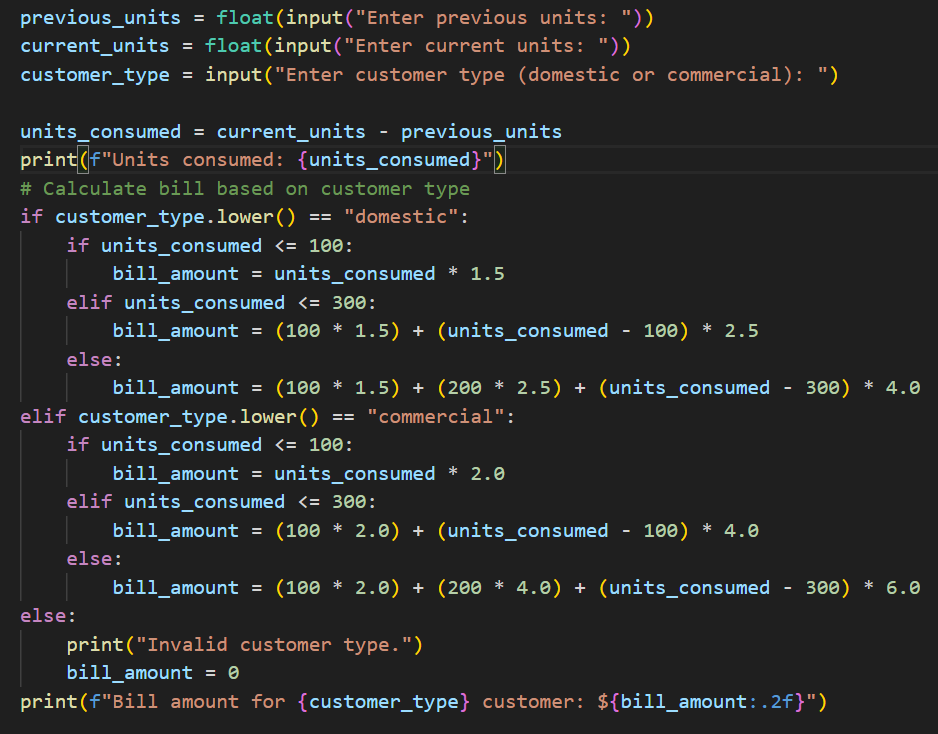 previous_units = float(input("Enter previous units: "))
current_units = float(input("Enter current units: "))
customer_type = input("Enter customer type (domestic or commercial): ")

units_consumed = current_units - previous_units
print(f"Units consumed: {units_consumed}")
# Calculate bill based on customer type
if customer_type.lower() == "domestic":
    if units_consumed <= 100:
        bill_amount = units_consumed * 1.5
    elif units_consumed <= 300:
        bill_amount = (100 * 1.5) + (units_consumed - 100) * 2.5
    else:
        bill_amount = (100 * 1.5) + (200 * 2.5) + (units_consumed - 300) * 4.0
elif customer_type.lower() == "commercial":
    if units_consumed <= 100:
        bill_amount = units_consumed * 2.0
    elif units_consumed <= 300:
        bill_amount = (100 * 2.0) + (units_consumed - 100) * 4.0
    else:
        bill_amount = (100 * 2.0) + (200 * 4.0) + (units_consumed - 300) * 6.0
else:
    print("Invalid customer type.")
    bill_amount = 0
print(f"Bill amount for {customer_type} customer: ${bill_amount:.2f}")